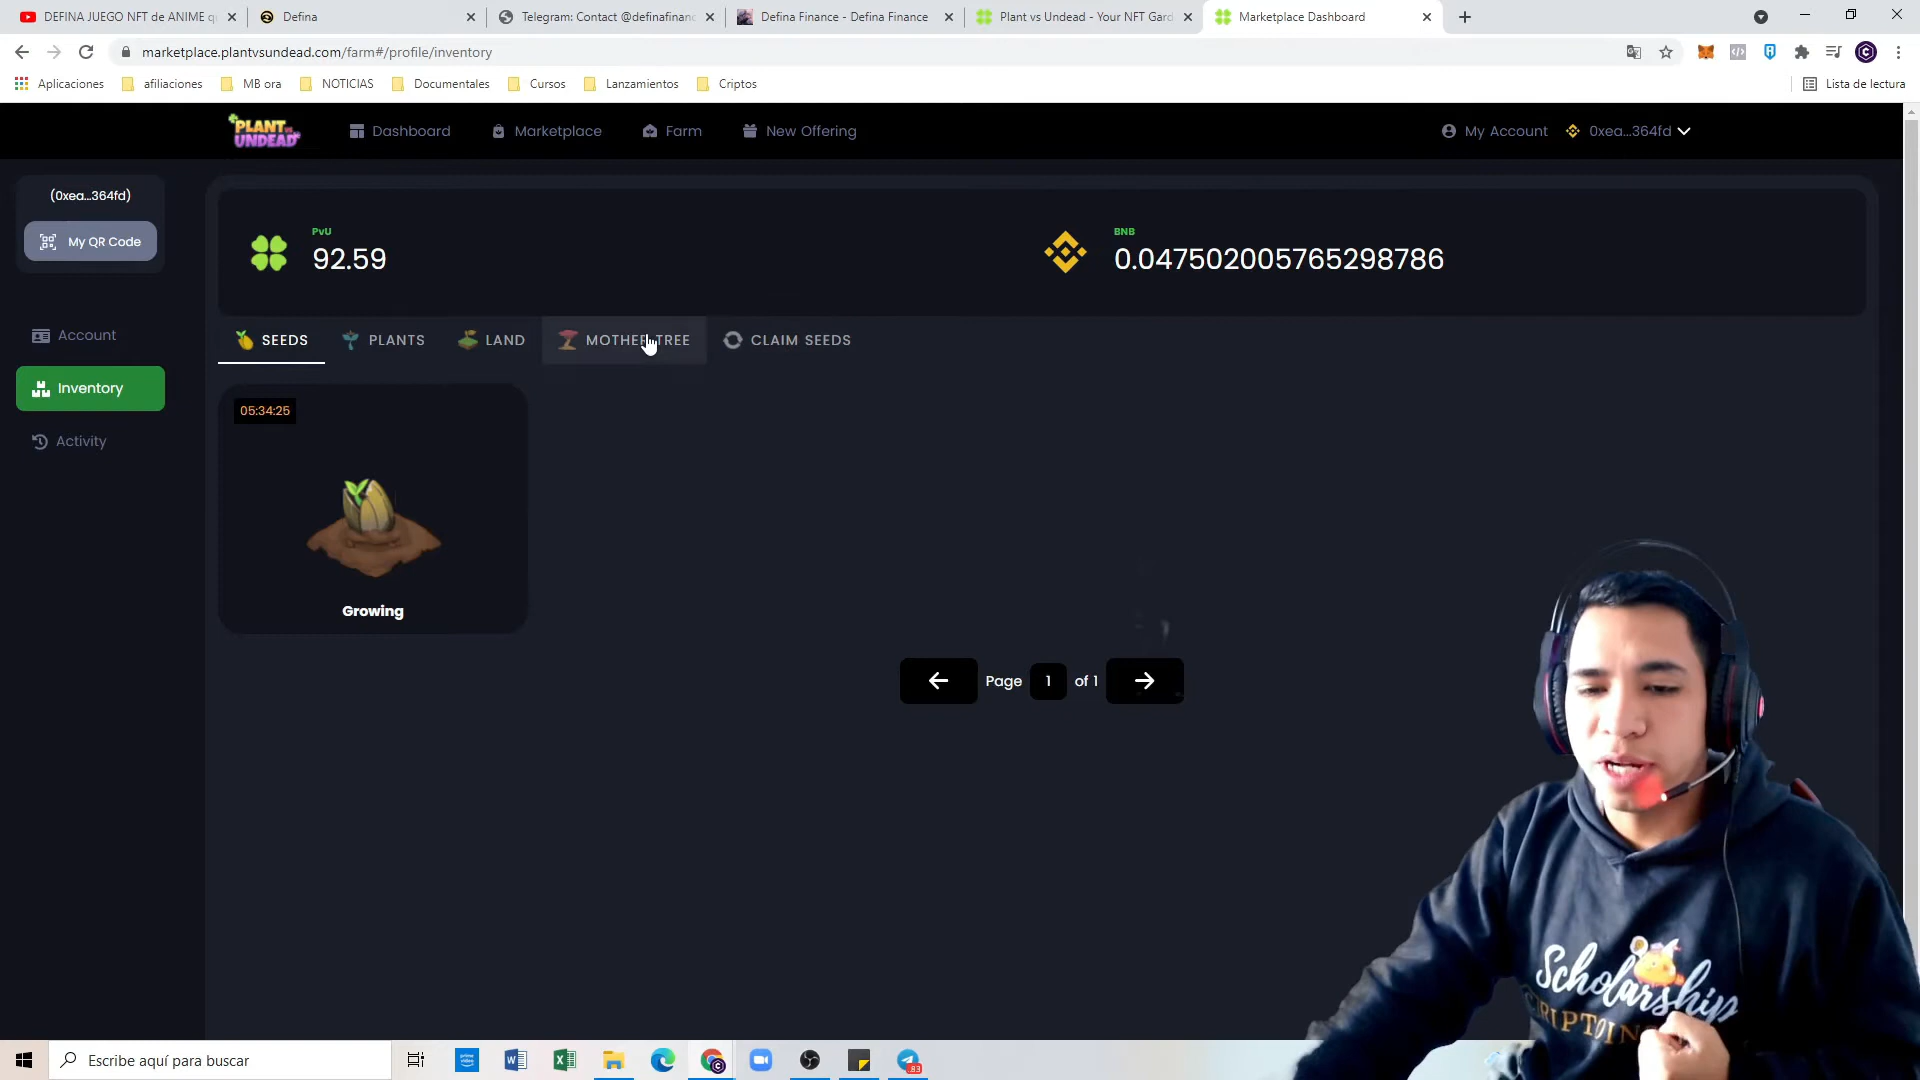 DEFINA JUEGO NFT de ANIME q
Defina
Telegram: Contact @definafinanc
Defina Finance - Defina Finance
Plant vs Undead - Your NFT Gard
Marketplace Dashboard
marketplace.plantvsundead.com/farm#/profile/inventory
Aplicaciones
afiliaciones
MB ora
NOTICIAS
Documentales
Cursos
Lanzamientos
Criptos
Lista de lectura
PLANT VS UNDEAD
Dashboard
Marketplace
Farm
New Offering
My Account
0xea...364fd
(0xea...364fd)
My QR Code
Account
Inventory
Activity
PvU
92.59
BNB
0.047502005765298786
SEEDS
PLANTS
LAND
MOTHER TREE
CLAIM SEEDS
05:34:25
Growing
Page 1 of 1
Scholarship
Escribe aquí para buscar
prime video
83